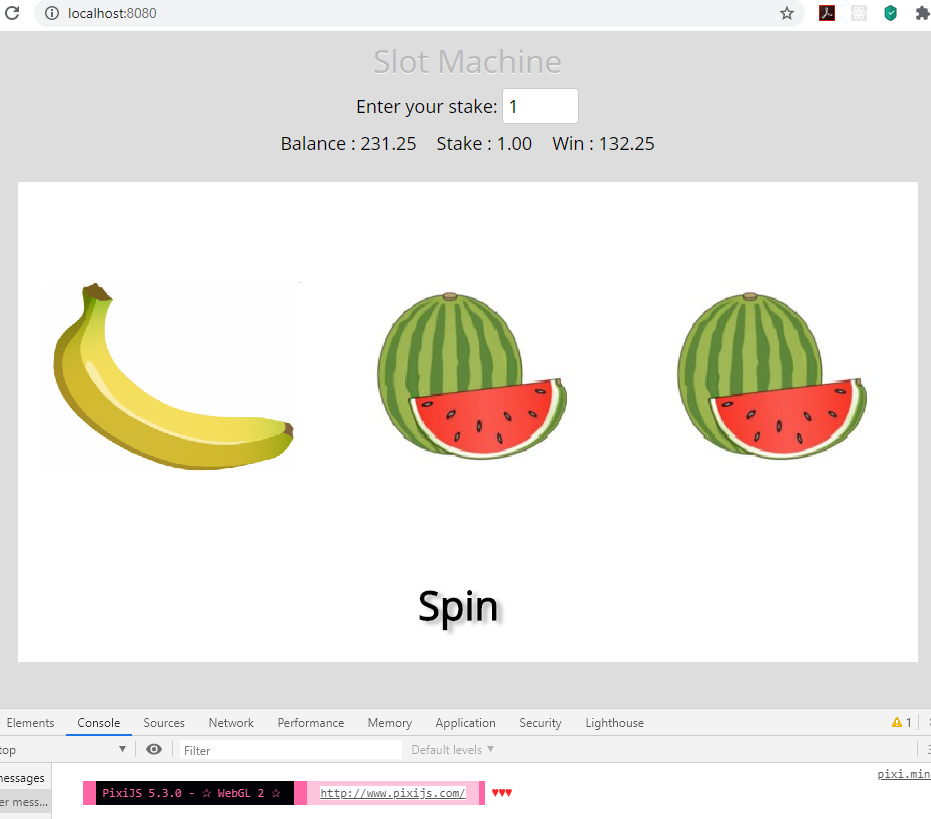 localhost:8080
Slot Machine
Enter your stake: 1
Balance : 231.25 Stake : 1.00 Win : 132.25
Spin
Elements Console Sources Network Performance Memory Application Security Lighthouse 1
top Filter Default levels ▼
messages pixi.min
er mess... PixiJS 5.3.0 - ☆ WebGL 2 ☆ http://www.pixijs.com/ ♥♥♥